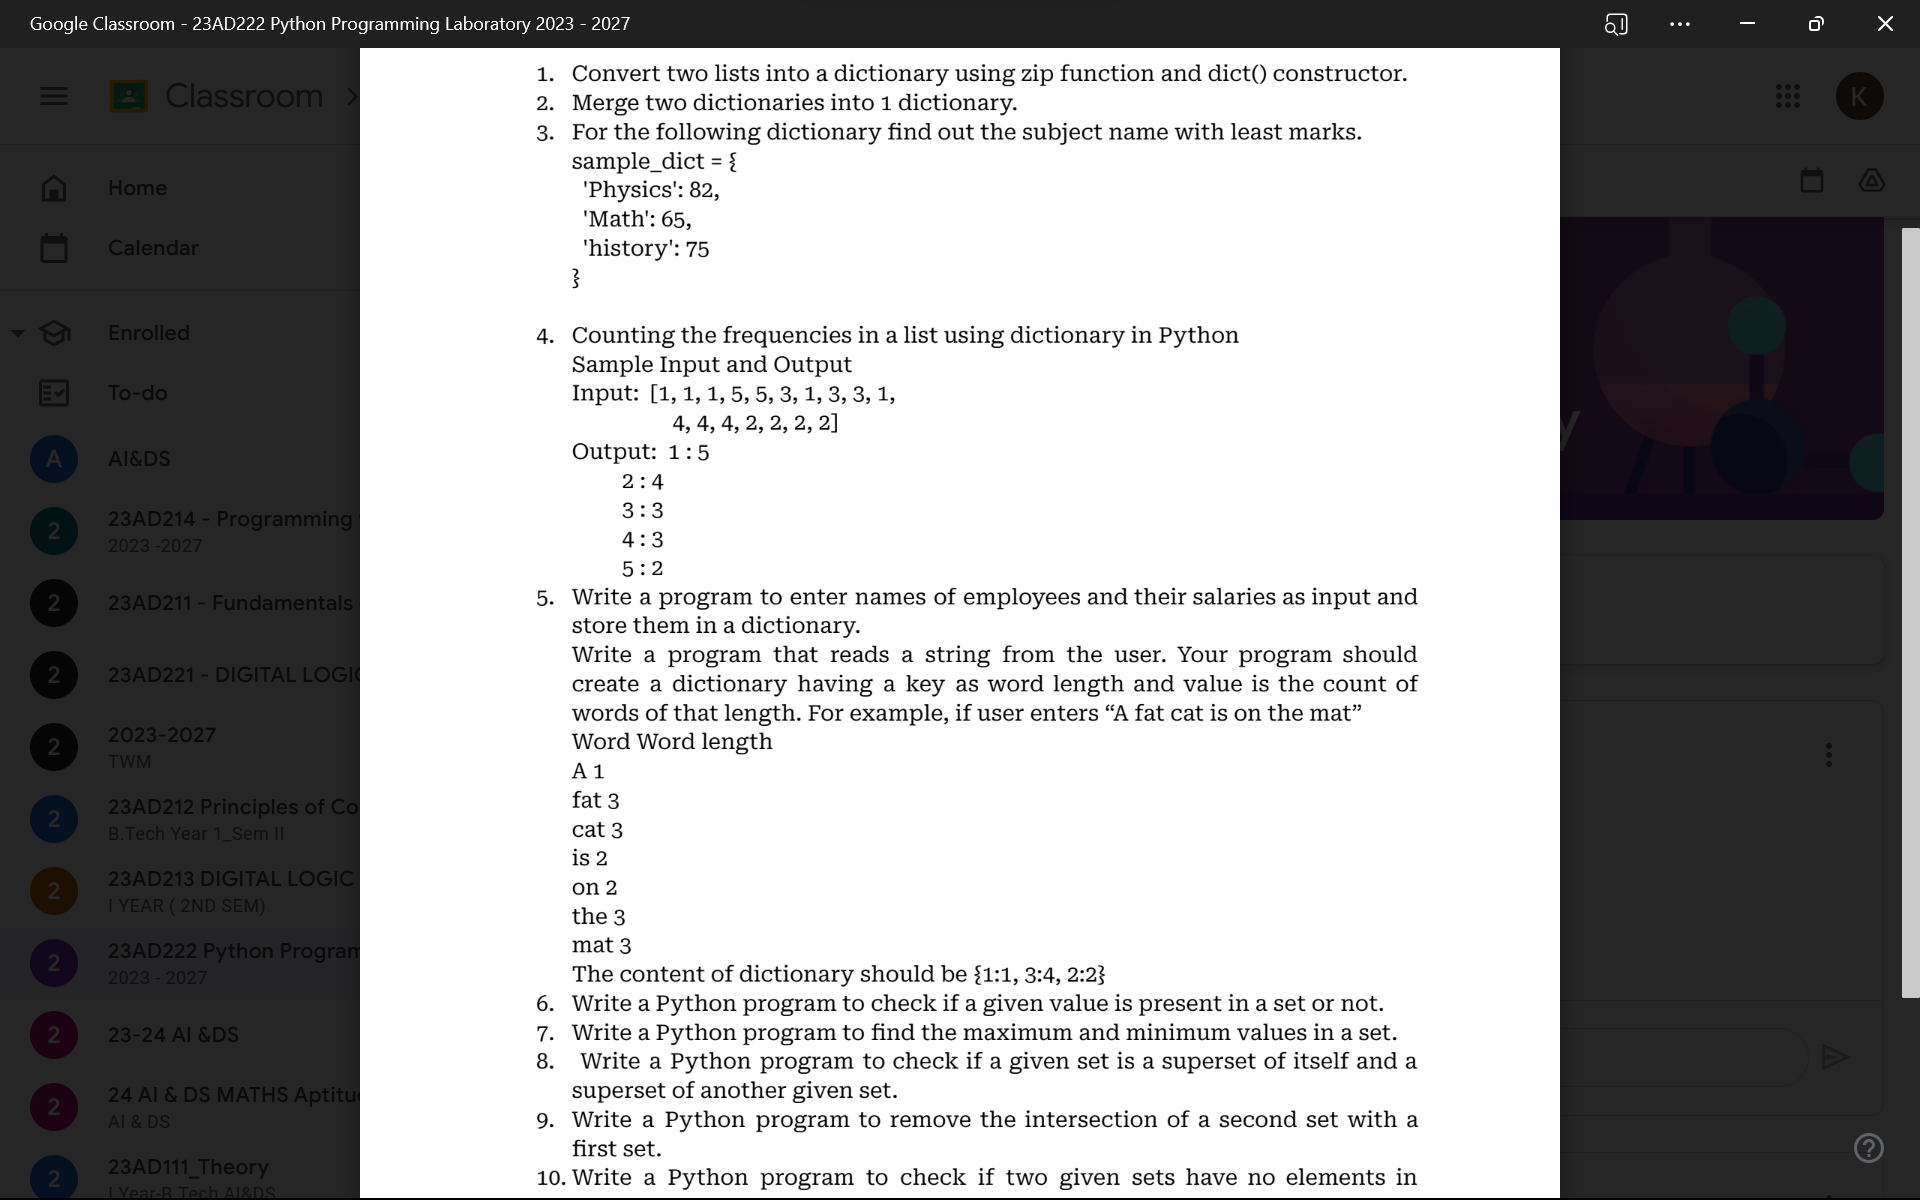 Google Classroom - 23AD222 Python Programming Laboratory 2023 - 2027
Classroom
K
Home
Calendar
Enrolled
To-do
A
AI&DS
2
23AD214 - Programming
2023 -2027
2
23AD211 - Fundamentals
2
23AD221 - DIGITAL LOGIC
2
2023-2027
TWM
2
23AD212 Principles of Co
B.Tech Year 1_Sem II
2
23AD213 DIGITAL LOGIC
I YEAR ( 2ND SEM)
2
23AD222 Python Program
2023 - 2027
2
23-24 AI &DS
2
24 AI & DS MATHS Aptitu
AI & DS
2
23AD111_Theory
I Year-B.Tech AI&DS
1. Convert two lists into a dictionary using zip function and dict() constructor.
2. Merge two dictionaries into 1 dictionary.
3. For the following dictionary find out the subject name with least marks.
sample_dict = {
'Physics': 82,
'Math': 65,
'history': 75
}
4. Counting the frequencies in a list using dictionary in Python
Sample Input and Output
Input: [1, 1, 1, 5, 5, 3, 1, 3, 3, 1,
4, 4, 4, 2, 2, 2, 2]
Output: 1 : 5
2 : 4
3 : 3
4 : 3
5 : 2
5. Write a program to enter names of employees and their salaries as input and
store them in a dictionary.
Write a program that reads a string from the user. Your program should
create a dictionary having a key as word length and value is the count of
words of that length. For example, if user enters “A fat cat is on the mat”
Word Word length
A 1
fat 3
cat 3
is 2
on 2
the 3
mat 3
The content of dictionary should be {1:1, 3:4, 2:2}
6. Write a Python program to check if a given value is present in a set or not.
7. Write a Python program to find the maximum and minimum values in a set.
8. Write a Python program to check if a given set is a superset of itself and a
superset of another given set.
9. Write a Python program to remove the intersection of a second set with a
first set.
10. Write a Python program to check if two given sets have no elements in
y